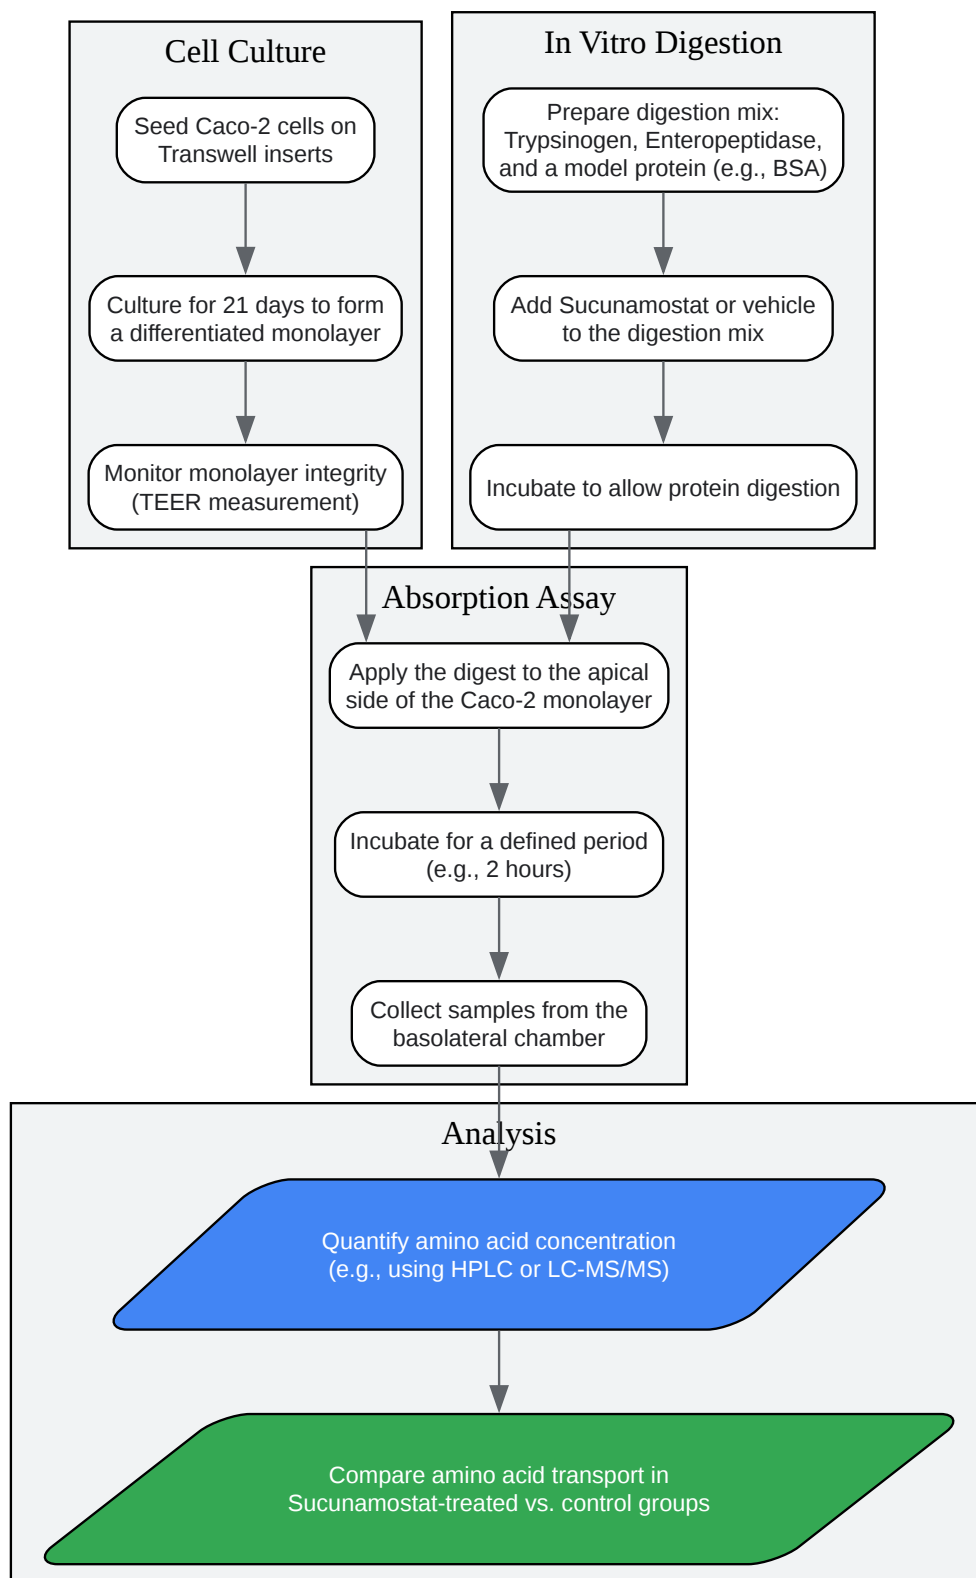 Cell Culture
Seed Caco-2 cells on
Transwell inserts
Culture for 21 days to form
a differentiated monolayer
Monitor monolayer integrity
(TEER measurement)
In Vitro Digestion
Prepare digestion mix:
Trypsinogen, Enteropeptidase,
and a model protein (e.g., BSA)
Add Sucunamostat or vehicle
to the digestion mix
Incubate to allow protein digestion
Absorption Assay
Apply the digest to the apical
side of the Caco-2 monolayer
Incubate for a defined period
(e.g., 2 hours)
Collect samples from the
basolateral chamber
Analysis
Quantify amino acid concentration
(e.g., using HPLC or LC-MS/MS)
Compare amino acid transport in
Sucunamostat-treated vs. control groups